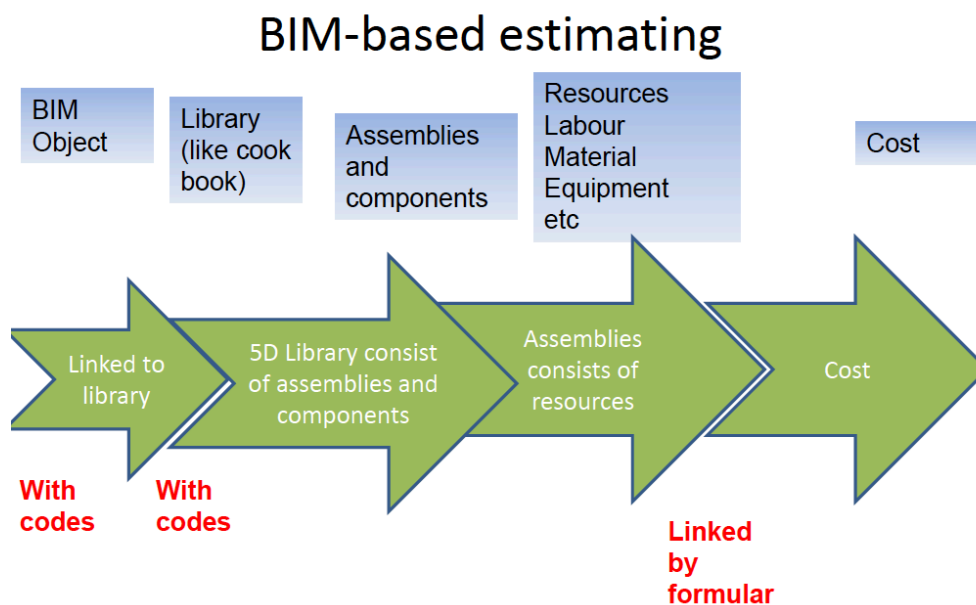 BIM-based estimating
BIM
Object
Library
(like cook
book)
Assemblies
and
components
Resources
Labour
Material
Equipment
etc
Cost
Linked to
library
5D Library consist
of assemblies and
components
Assemblies
consists of
resources
Cost
With
codes
With
codes
Linked
by
formular